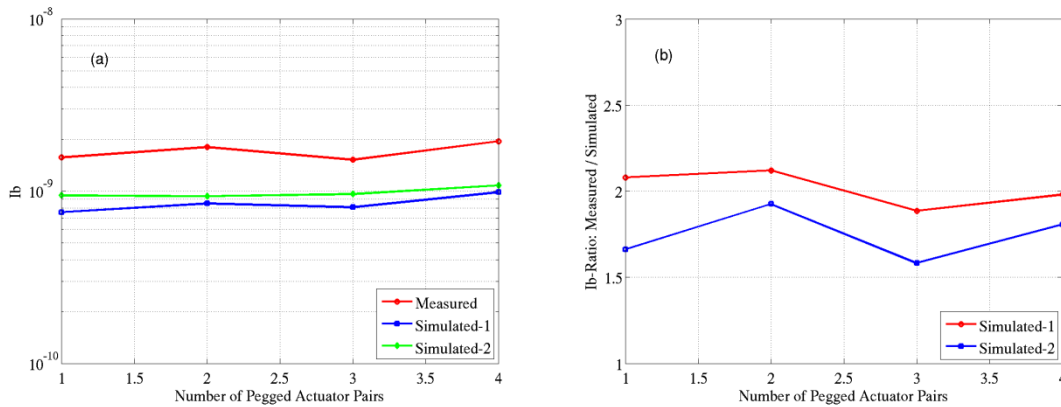 (a)
10^-8
10^-9
10^-10
Ib
1
1.5
2
2.5
3
3.5
4
Number of Pegged Actuator Pairs
Measured
Simulated-1
Simulated-2
(b)
3
2.5
2
1.5
1
Ib-Ratio: Measured / Simulated
1
1.5
2
2.5
3
3.5
4
Number of Pegged Actuator Pairs
Simulated-1
Simulated-2